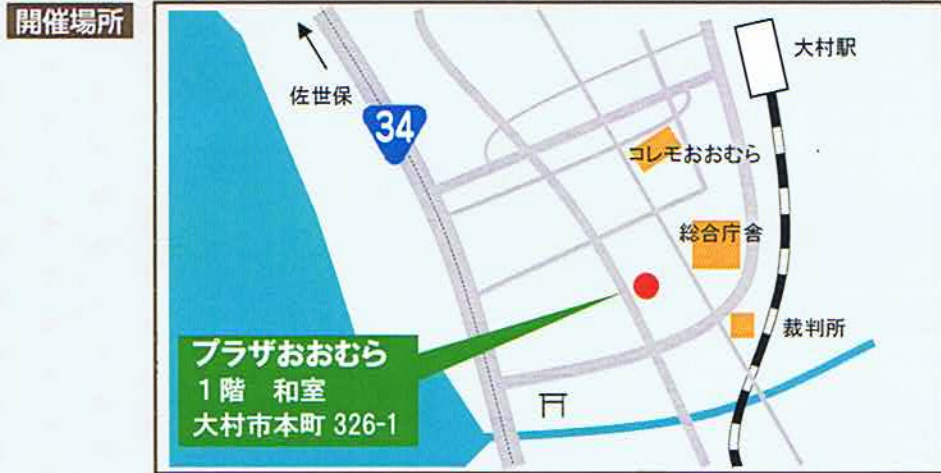 開催場所
大村駅
佐世保
34
コレモおおむら
総合庁舎
裁判所
プラザおおむら
1階 和室
大村市本町 326-1